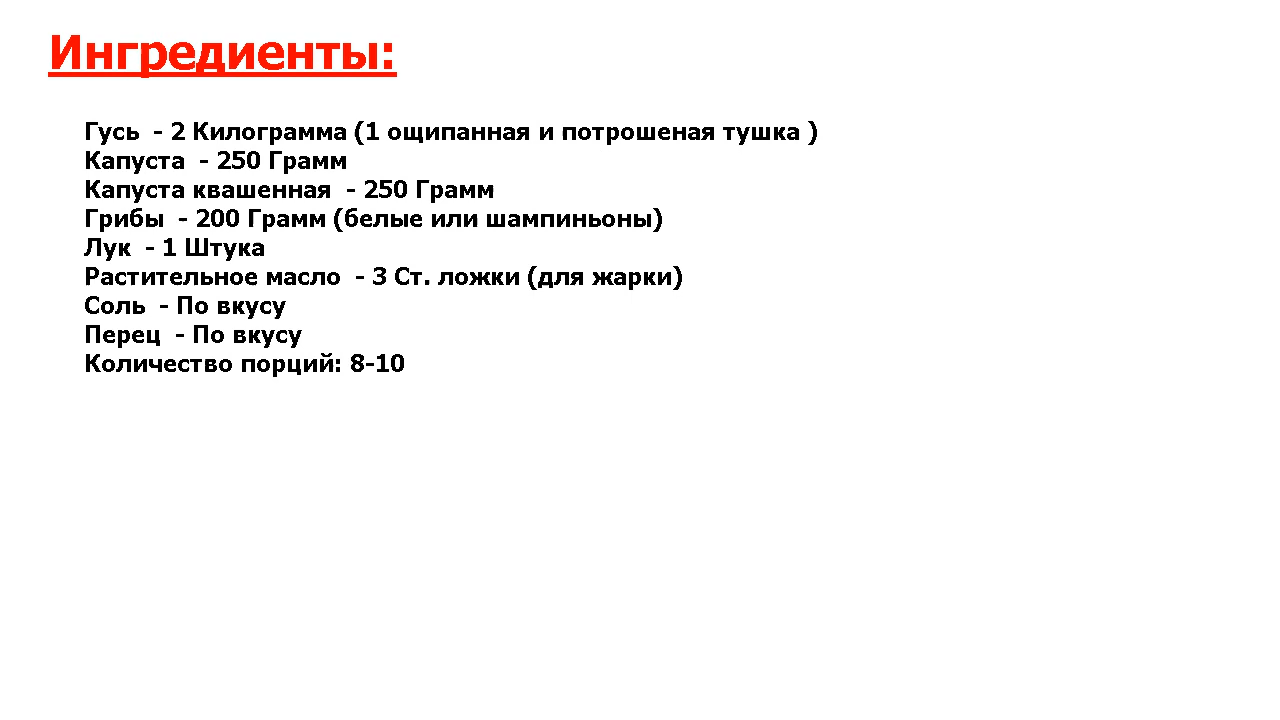 Ингредиенты:
Гусь  - 2 Килограмма (1 ощипанная и потрошеная тушка )
Капуста  - 250 Грамм
Капуста квашенная  - 250 Грамм
Грибы  - 200 Грамм (белые или шампиньоны)
Лук  - 1 Штука
Растительное масло  - 3 Ст. ложки (для жарки)
Соль  - По вкусу
Перец  - По вкусу
Количество порций: 8-10